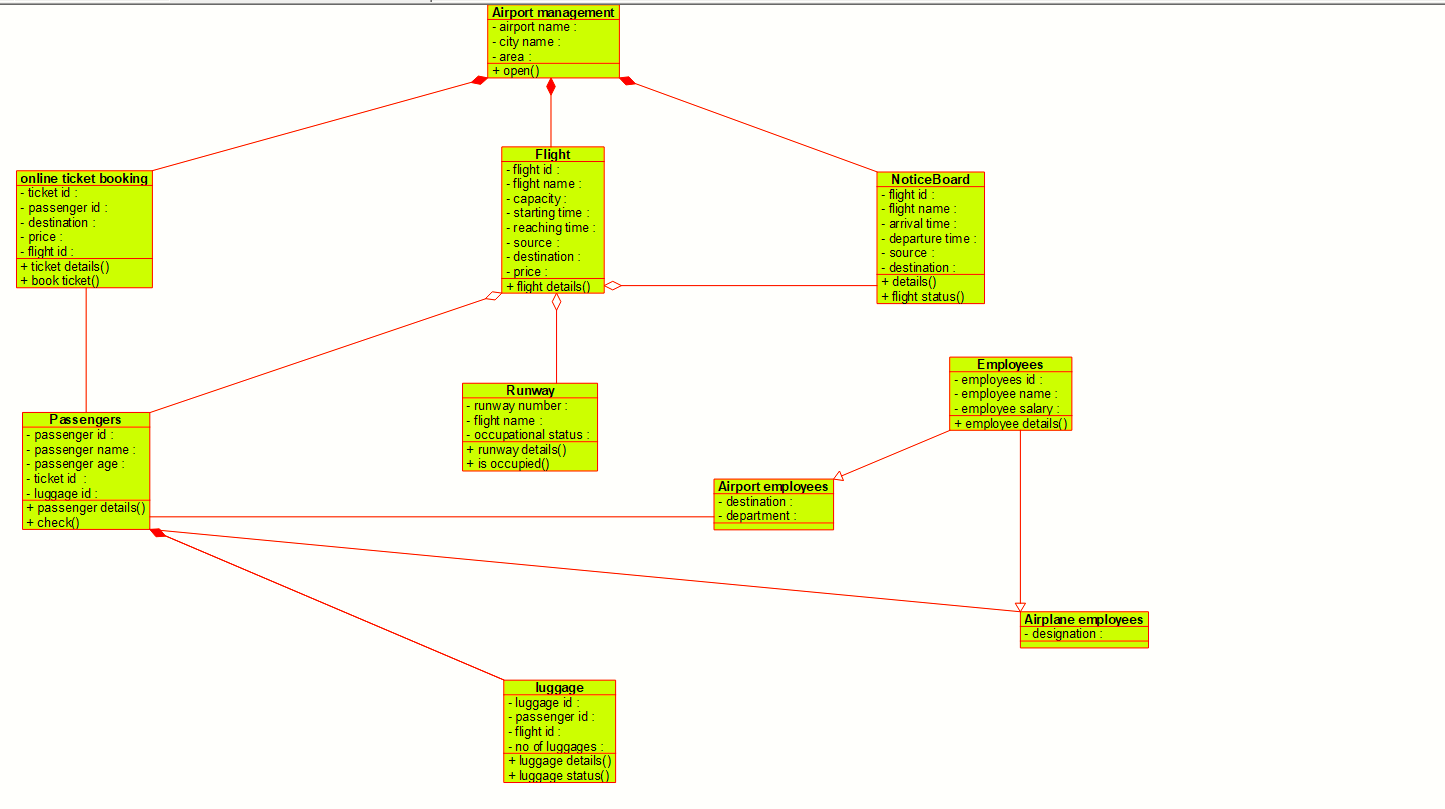 Airport management
- airport name :
- city name :
- area :
+ open()
online ticket booking
- ticket id :
- passenger id :
- destination :
- price :
- flight id :
+ ticket details()
+ book ticket()
Flight
- flight id :
- flight name :
- capacity :
- starting time :
- reaching time :
- source :
- destination :
- price :
+ flight details()
NoticeBoard
- flight id :
- flight name :
- arrival time :
- departure time :
- source :
- destination :
+ details()
+ flight status()
Passengers
- passenger id :
- passenger name :
- passenger age :
- ticket id :
- luggage id :
+ passenger details()
+ check()
Runway
- runway number :
- flight name :
- occupational status :
+ runway details()
+ is occupied()
Employees
- employees id :
- employee name :
- employee salary :
+ employee details()
Airport employees
- destination :
- department :
Airplane employees
- designation :
luggage
- luggage id :
- passenger id :
- flight id :
- no of luggages :
+ luggage details()
+ luggage status()